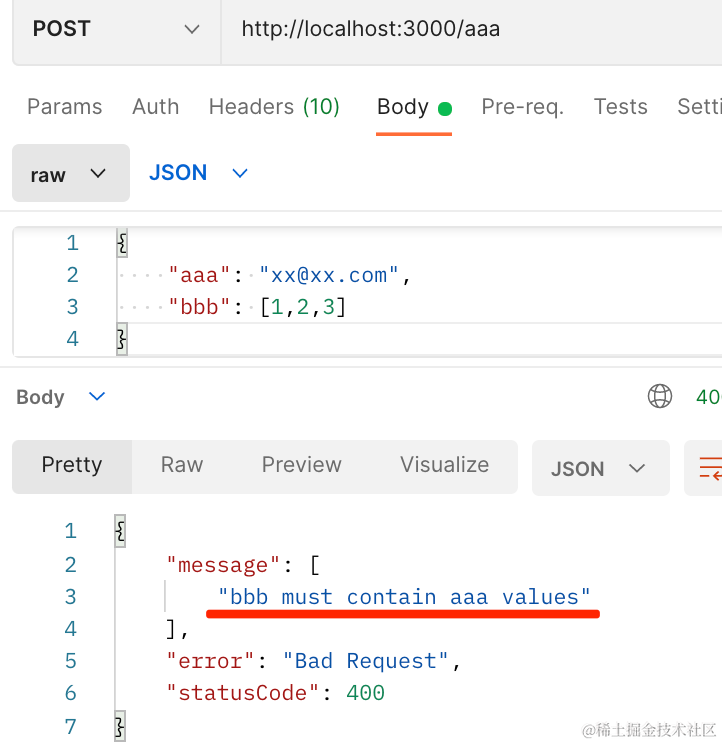 POST http://localhost:3000/aaa
Params Auth Headers (10) Body Pre-req. Tests Setti
raw JSON
1 {
2 "aaa": "xx@xx.com",
3 "bbb": [1,2,3]
4 }
Body 400
Pretty Raw Preview Visualize JSON
1 {
2 "message": [
3 "bbb must contain aaa values"
4 ],
5 "error": "Bad Request",
6 "statusCode": 400
7 }
@稀土掘金技术社区